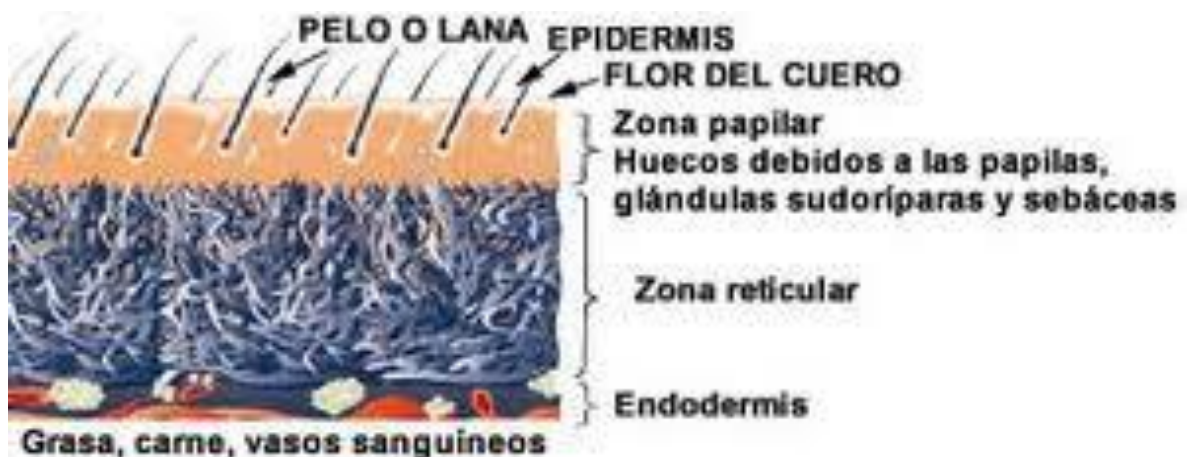 PELO O LANA
EPIDERMIS
FLOR DEL CUERO
Zona papilar
Huecos debidos a las papilas,
glándulas sudoríparas y sebáceas
Zona reticular
Endodermis
Grasa, carne, vasos sanguíneos